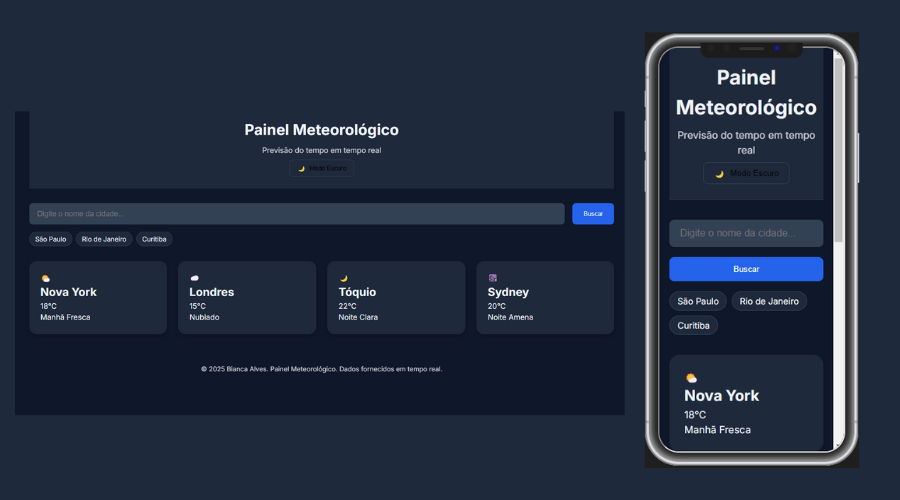 Painel Meteorológico
Previsão do tempo em tempo real
🌙 Modo Escuro
Digite o nome da cidade...
Buscar
São Paulo
Rio de Janeiro
Curitiba
Nova York
18°C
Manhã Fresca
Londres
15°C
Nublado
Tóquio
22°C
Noite Clara
Sydney
20°C
Noite Amena
© 2025 Bianca Alves. Painel Meteorológico. Dados fornecidos em tempo real.
Painel
Meteorológico
Previsão do tempo em tempo
real
🌙 Modo Escuro
Digite o nome da cidade...
Buscar
São Paulo
Rio de Janeiro
Curitiba
Nova York
18°C
Manhã Fresca